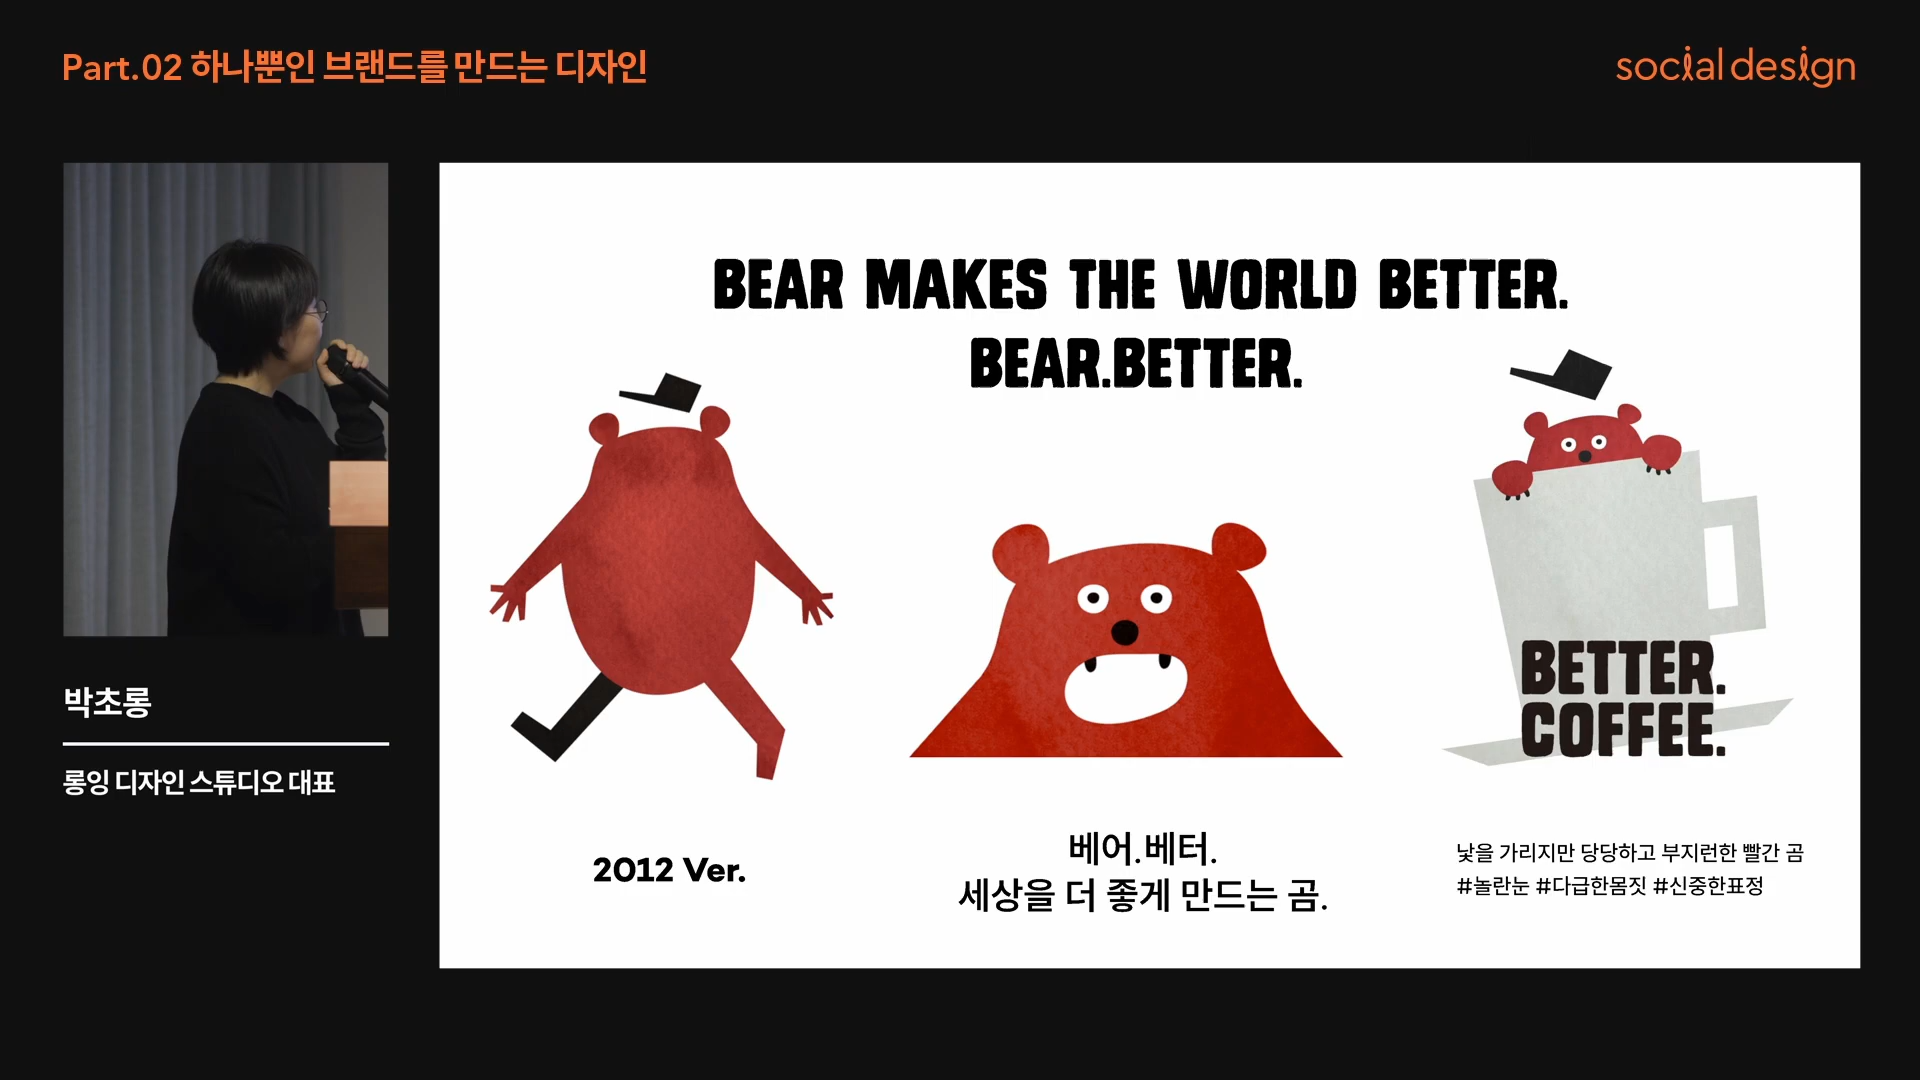 Part.02 하나뿐인 브랜드를 만드는 디자인
social design
BEAR MAKES THE WORLD BETTER.
BEAR.BETTER.
BETTER.
COFFEE.
2012 Ver.
베어.베터.
세상을 더 좋게 만드는 곰.
낯을 가리지만 당당하고 부지런한 빨간 곰
#놀란눈 #다급한몸짓 #신중한표정
박초롱
롱잉 디자인 스튜디오 대표